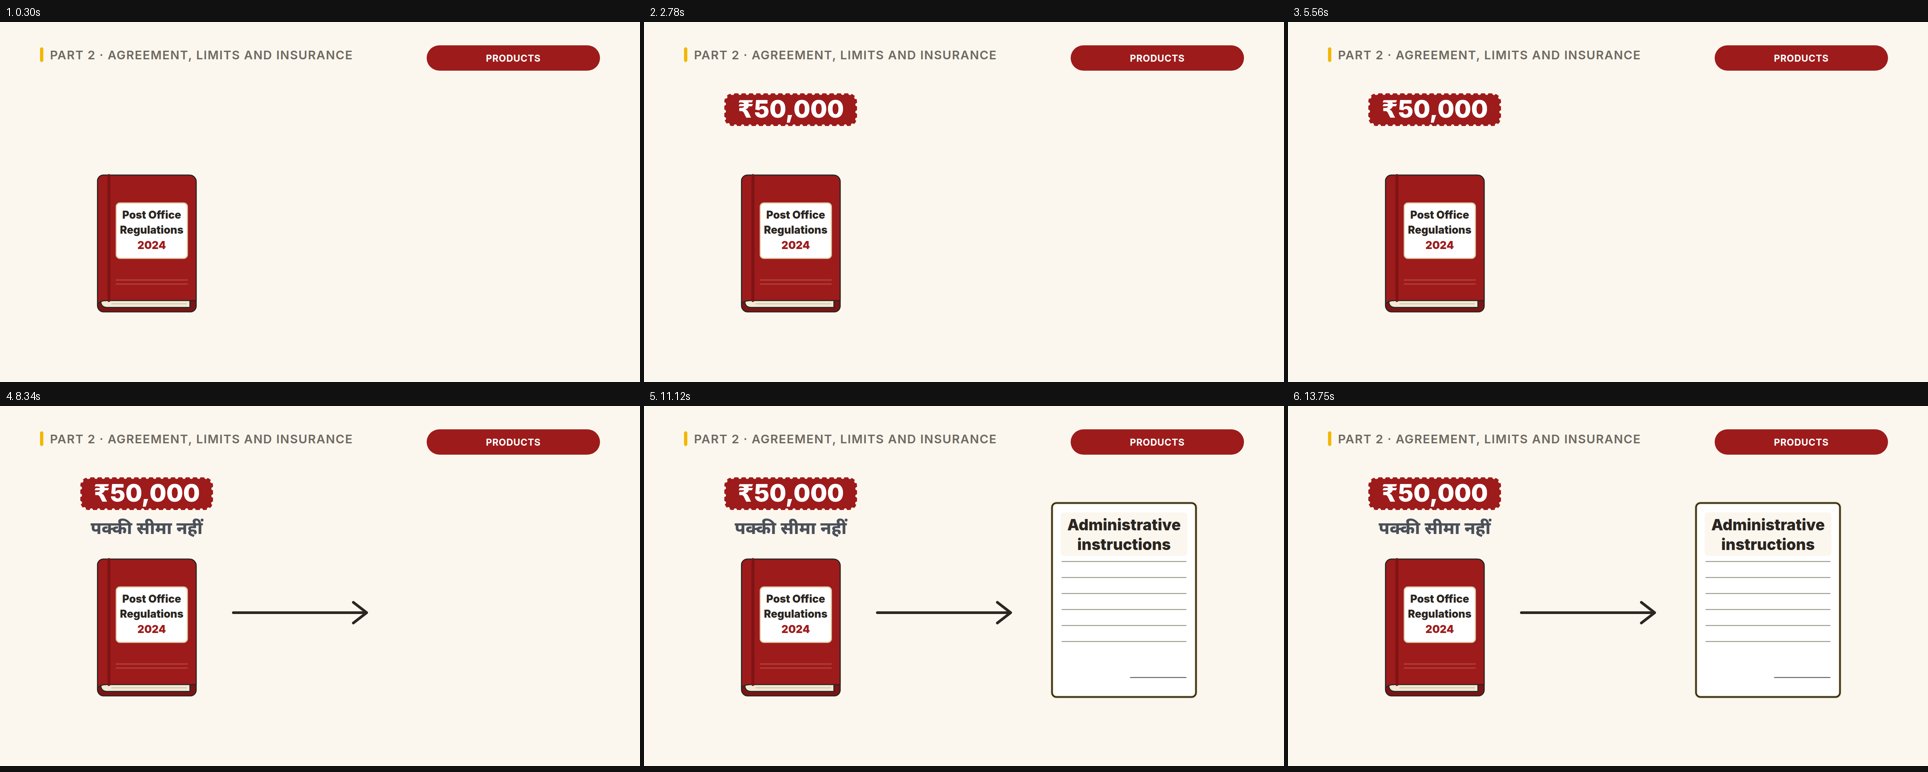 1. 0.30s
PART 2 · AGREEMENT, LIMITS AND INSURANCE
PRODUCTS
Post Office
Regulations
2024
2. 2.78s
PART 2 · AGREEMENT, LIMITS AND INSURANCE
PRODUCTS
₹50,000
Post Office
Regulations
2024
3. 5.56s
PART 2 · AGREEMENT, LIMITS AND INSURANCE
PRODUCTS
₹50,000
Post Office
Regulations
2024
4. 8.34s
PART 2 · AGREEMENT, LIMITS AND INSURANCE
PRODUCTS
₹50,000
पक्की सीमा नहीं
Post Office
Regulations
2024
5. 11.12s
PART 2 · AGREEMENT, LIMITS AND INSURANCE
PRODUCTS
₹50,000
पक्की सीमा नहीं
Post Office
Regulations
2024
Administrative
instructions
6. 13.75s
PART 2 · AGREEMENT, LIMITS AND INSURANCE
PRODUCTS
₹50,000
पक्की सीमा नहीं
Post Office
Regulations
2024
Administrative
instructions